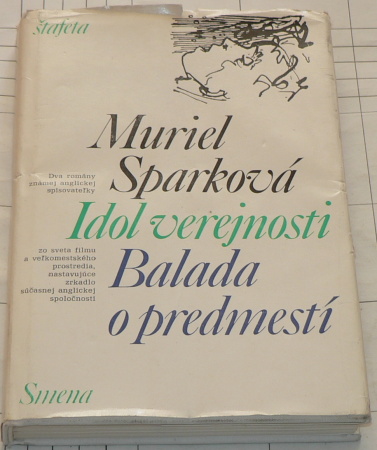 štafeta
Muriel
Sparková
Dva romány
známej anglickej
spisovateľky
Idol verejnosti
zo sveta filmu
a veľkomestského
prostredia,
nastavujúce
zrkadlo
súčasnej anglickej
spoločnosti
Balada
o predmestí
Smena